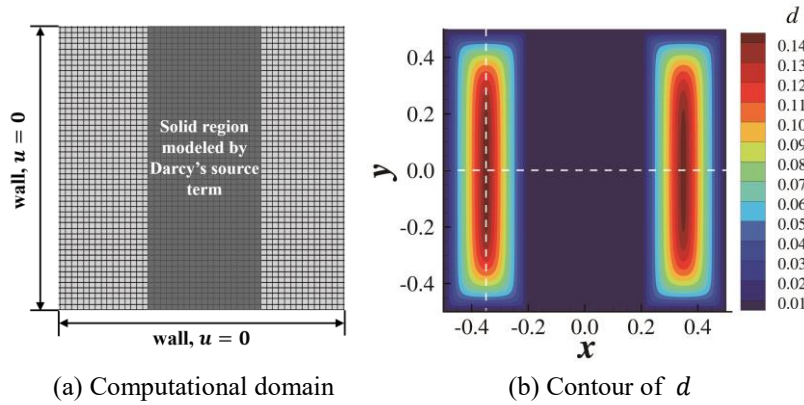 wall, u = 0
Solid region
modeled by
Darcy's source
term
wall, u = 0
(a) Computational domain
d
0.14
0.13
0.12
0.11
0.10
0.09
0.08
0.07
0.06
0.05
0.04
0.03
0.02
0.01
y
0.4
0.2
0.0
-0.2
-0.4
-0.4
-0.2
0.0
0.2
0.4
x
(b) Contour of d